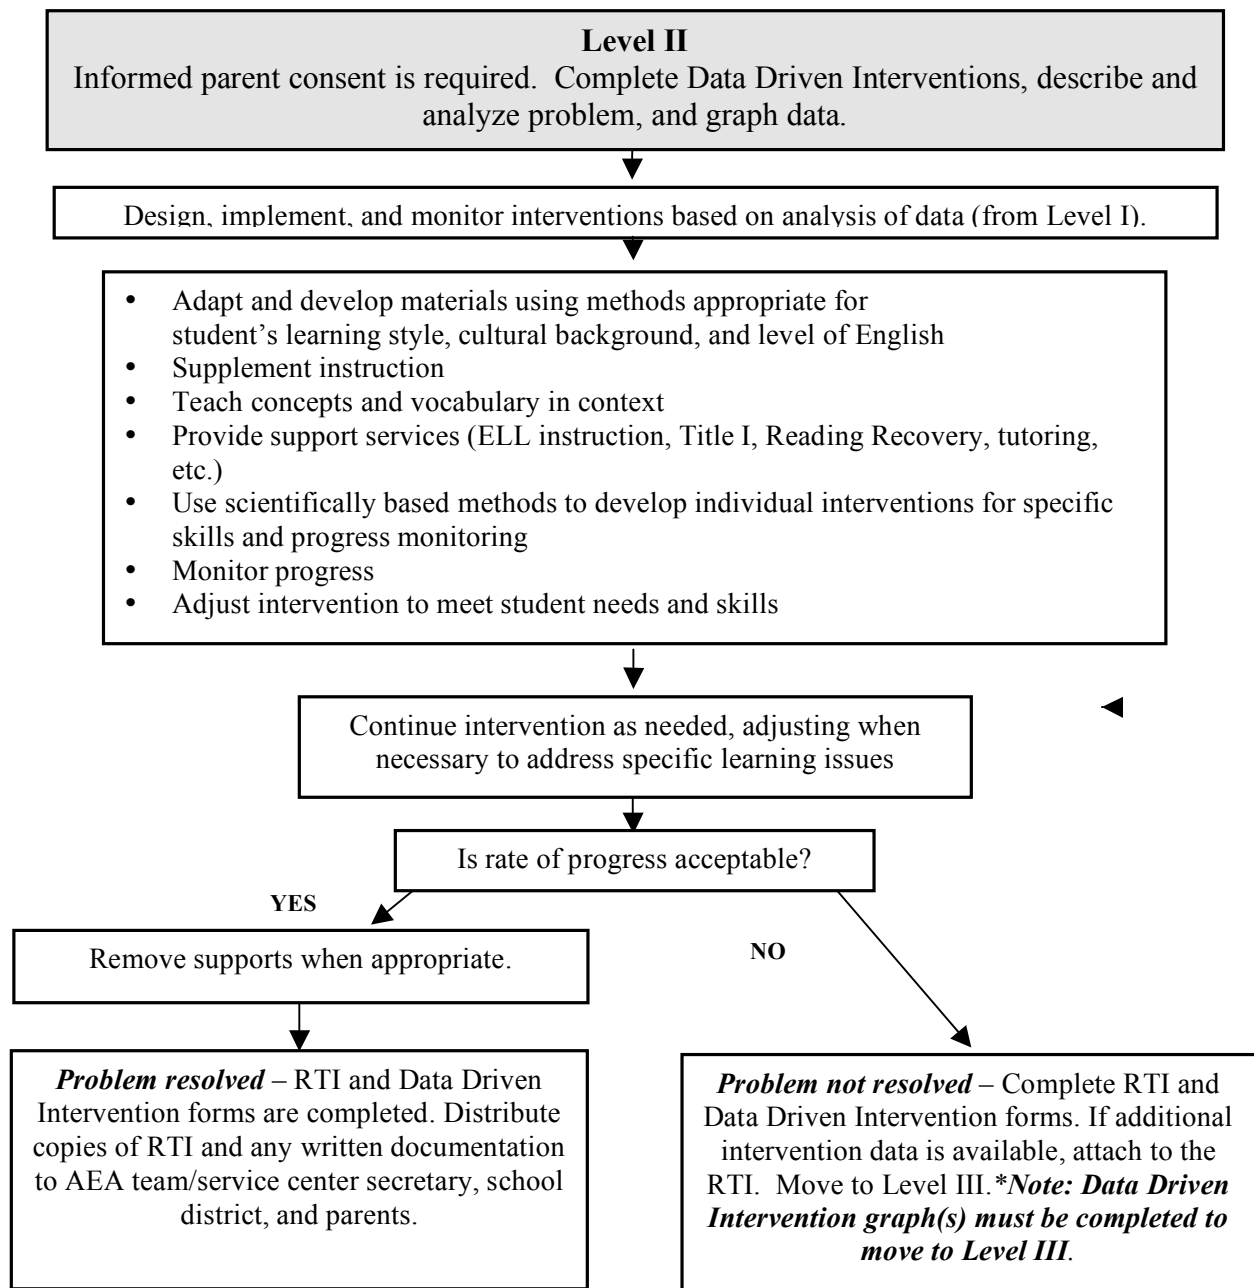 Level II
Informed parent consent is required.  Complete Data Driven Interventions, describe and
analyze problem, and graph data.
Design, implement, and monitor interventions based on analysis of data (from Level I).
• Adapt and develop materials using methods appropriate for
student’s learning style, cultural background, and level of English
• Supplement instruction
• Teach concepts and vocabulary in context
• Provide support services (ELL instruction, Title I, Reading Recovery, tutoring,
etc.)
• Use scientifically based methods to develop individual interventions for specific
skills and progress monitoring
• Monitor progress
• Adjust intervention to meet student needs and skills
Continue intervention as needed, adjusting when
necessary to address specific learning issues
Is rate of progress acceptable?
YES
NO
Remove supports when appropriate.
Problem resolved – RTI and Data Driven
Intervention forms are completed. Distribute
copies of RTI and any written documentation
to AEA team/service center secretary, school
district, and parents.
Problem not resolved – Complete RTI and
Data Driven Intervention forms. If additional
intervention data is available, attach to the
RTI.  Move to Level III.*Note: Data Driven
Intervention graph(s) must be completed to
move to Level III.